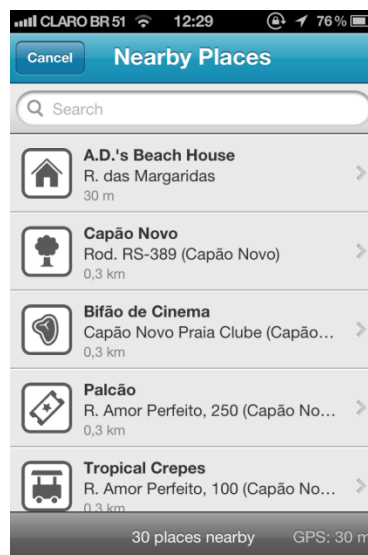 CLARO BR 51 12:29 76%
Cancel Nearby Places
Search
A.D.'s Beach House
R. das Margaridas
30 m
Capão Novo
Rod. RS-389 (Capão Novo)
0,3 km
Bifão de Cinema
Capão Novo Praia Clube (Capão...
0,3 km
Palcão
R. Amor Perfeito, 250 (Capão No...
0,3 km
Tropical Crepes
R. Amor Perfeito, 100 (Capão No...
0.3 km
30 places nearby GPS: 30 m